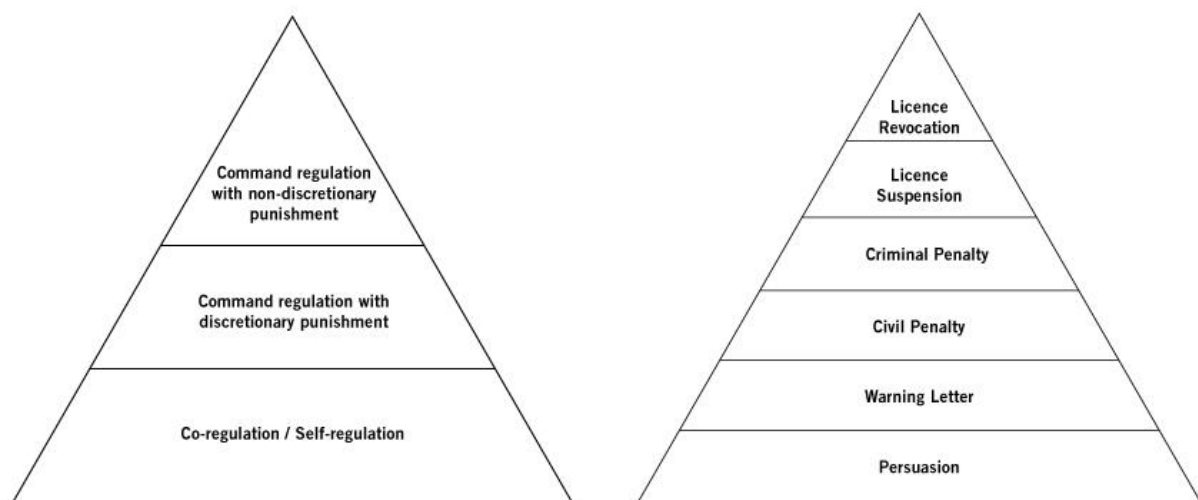 Command regulation
with non-discretionary
punishment
Command regulation with
discretionary punishment
Co-regulation / Self-regulation
Licence
Revocation
Licence
Suspension
Criminal Penalty
Civil Penalty
Warning Letter
Persuasion